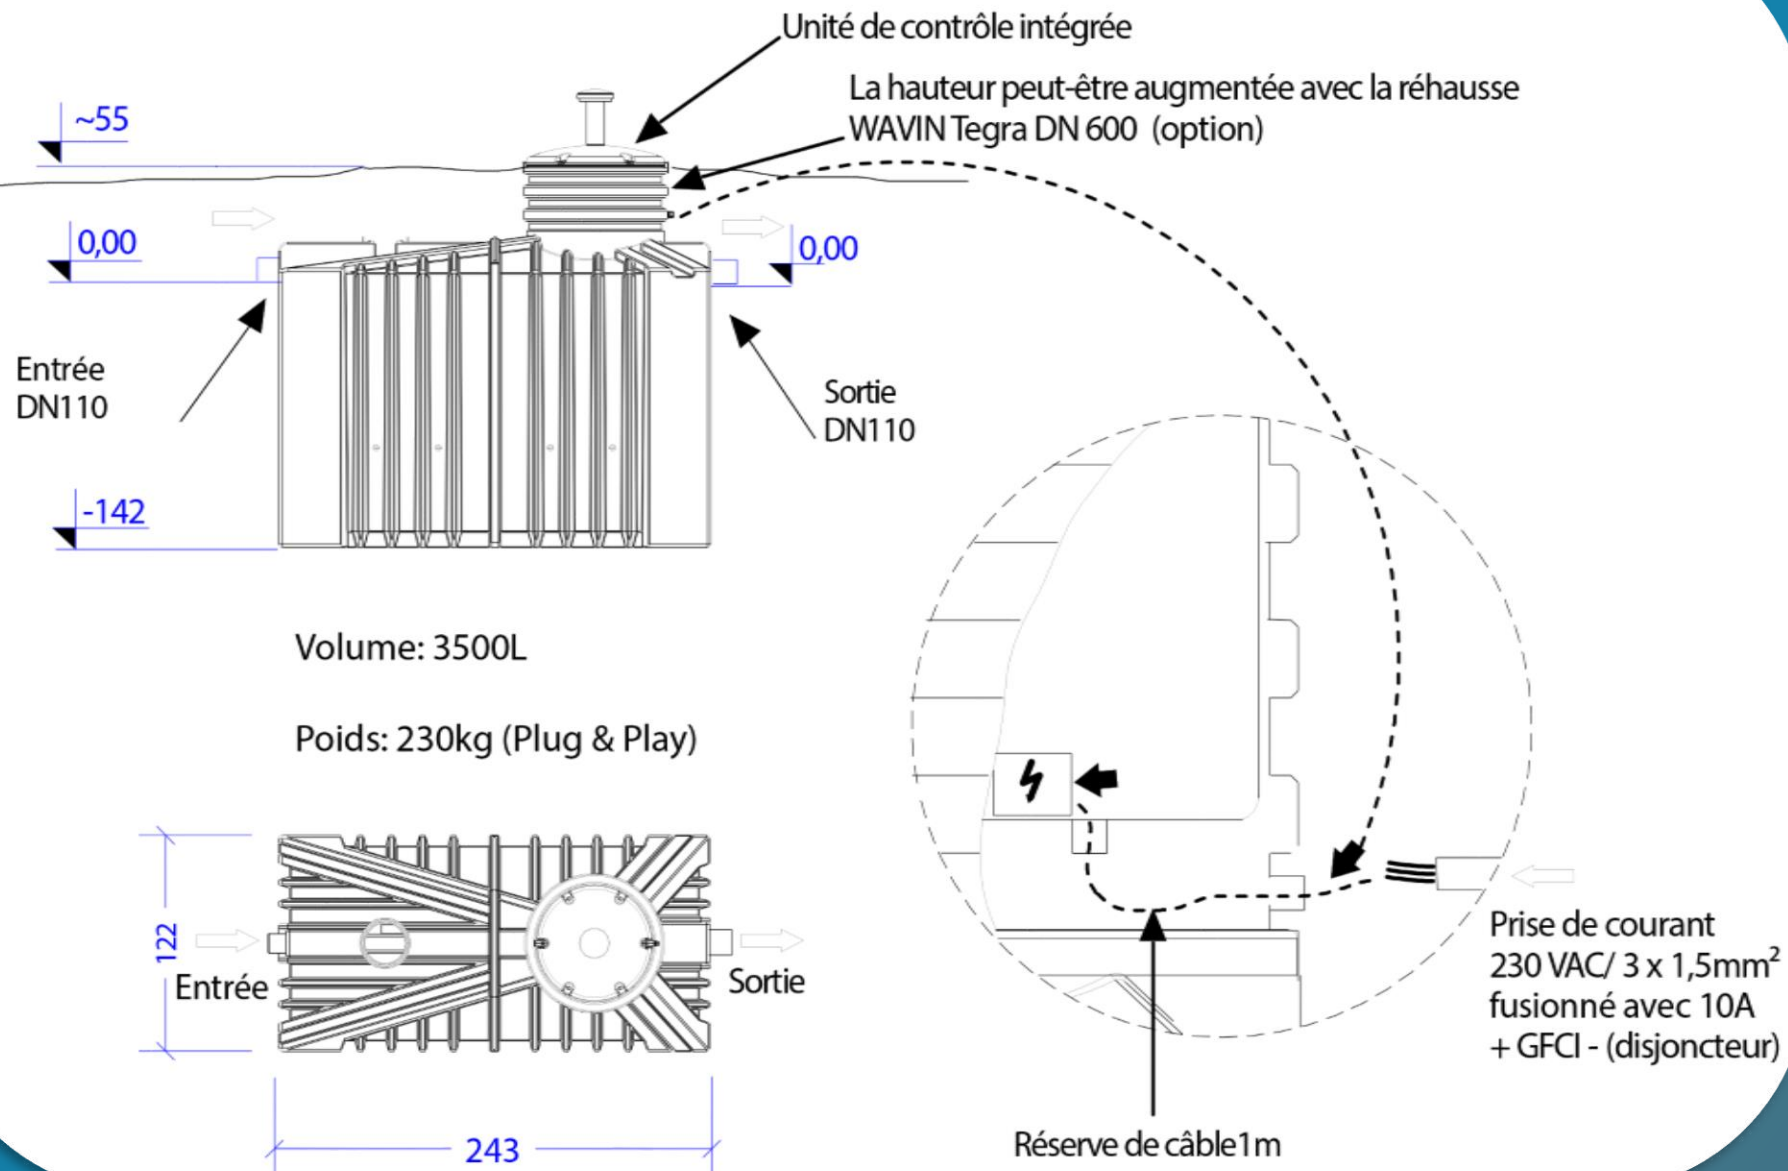 Unité de contrôle intégrée
La hauteur peut-être augmentée avec la réhausse
WAVIN Tegra DN 600 (option)
~55
0,00
0,00
Entrée
DN110
Sortie
DN110
-142
Volume: 3500L
Poids: 230kg (Plug & Play)
122
Entrée
Sortie
243
Prise de courant
230 VAC/ 3 x 1,5mm²
fusionné avec 10A
+ GFCI - (disjoncteur)
Réserve de câble1m